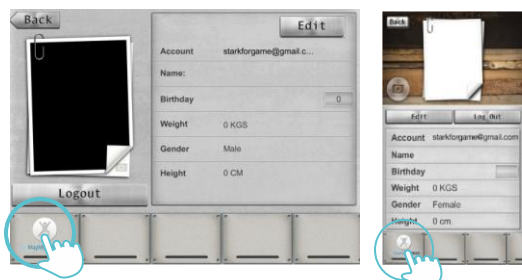 Back
Edit
Account starkforgame@gmail.c...
Name:
Birthday 0
Weight 0 KGS
Gender Male
Height 0 CM
Logout
Back
Edit Log Out
Account starkforgame@gmail.com
Name
Birthday
Weight 0 KGS
Gender Female
Height 0 cm